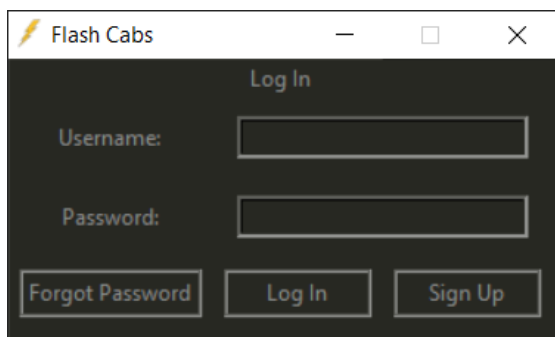 Flash Cabs
Log In
Username:
Password:
Forgot Password Log In Sign Up